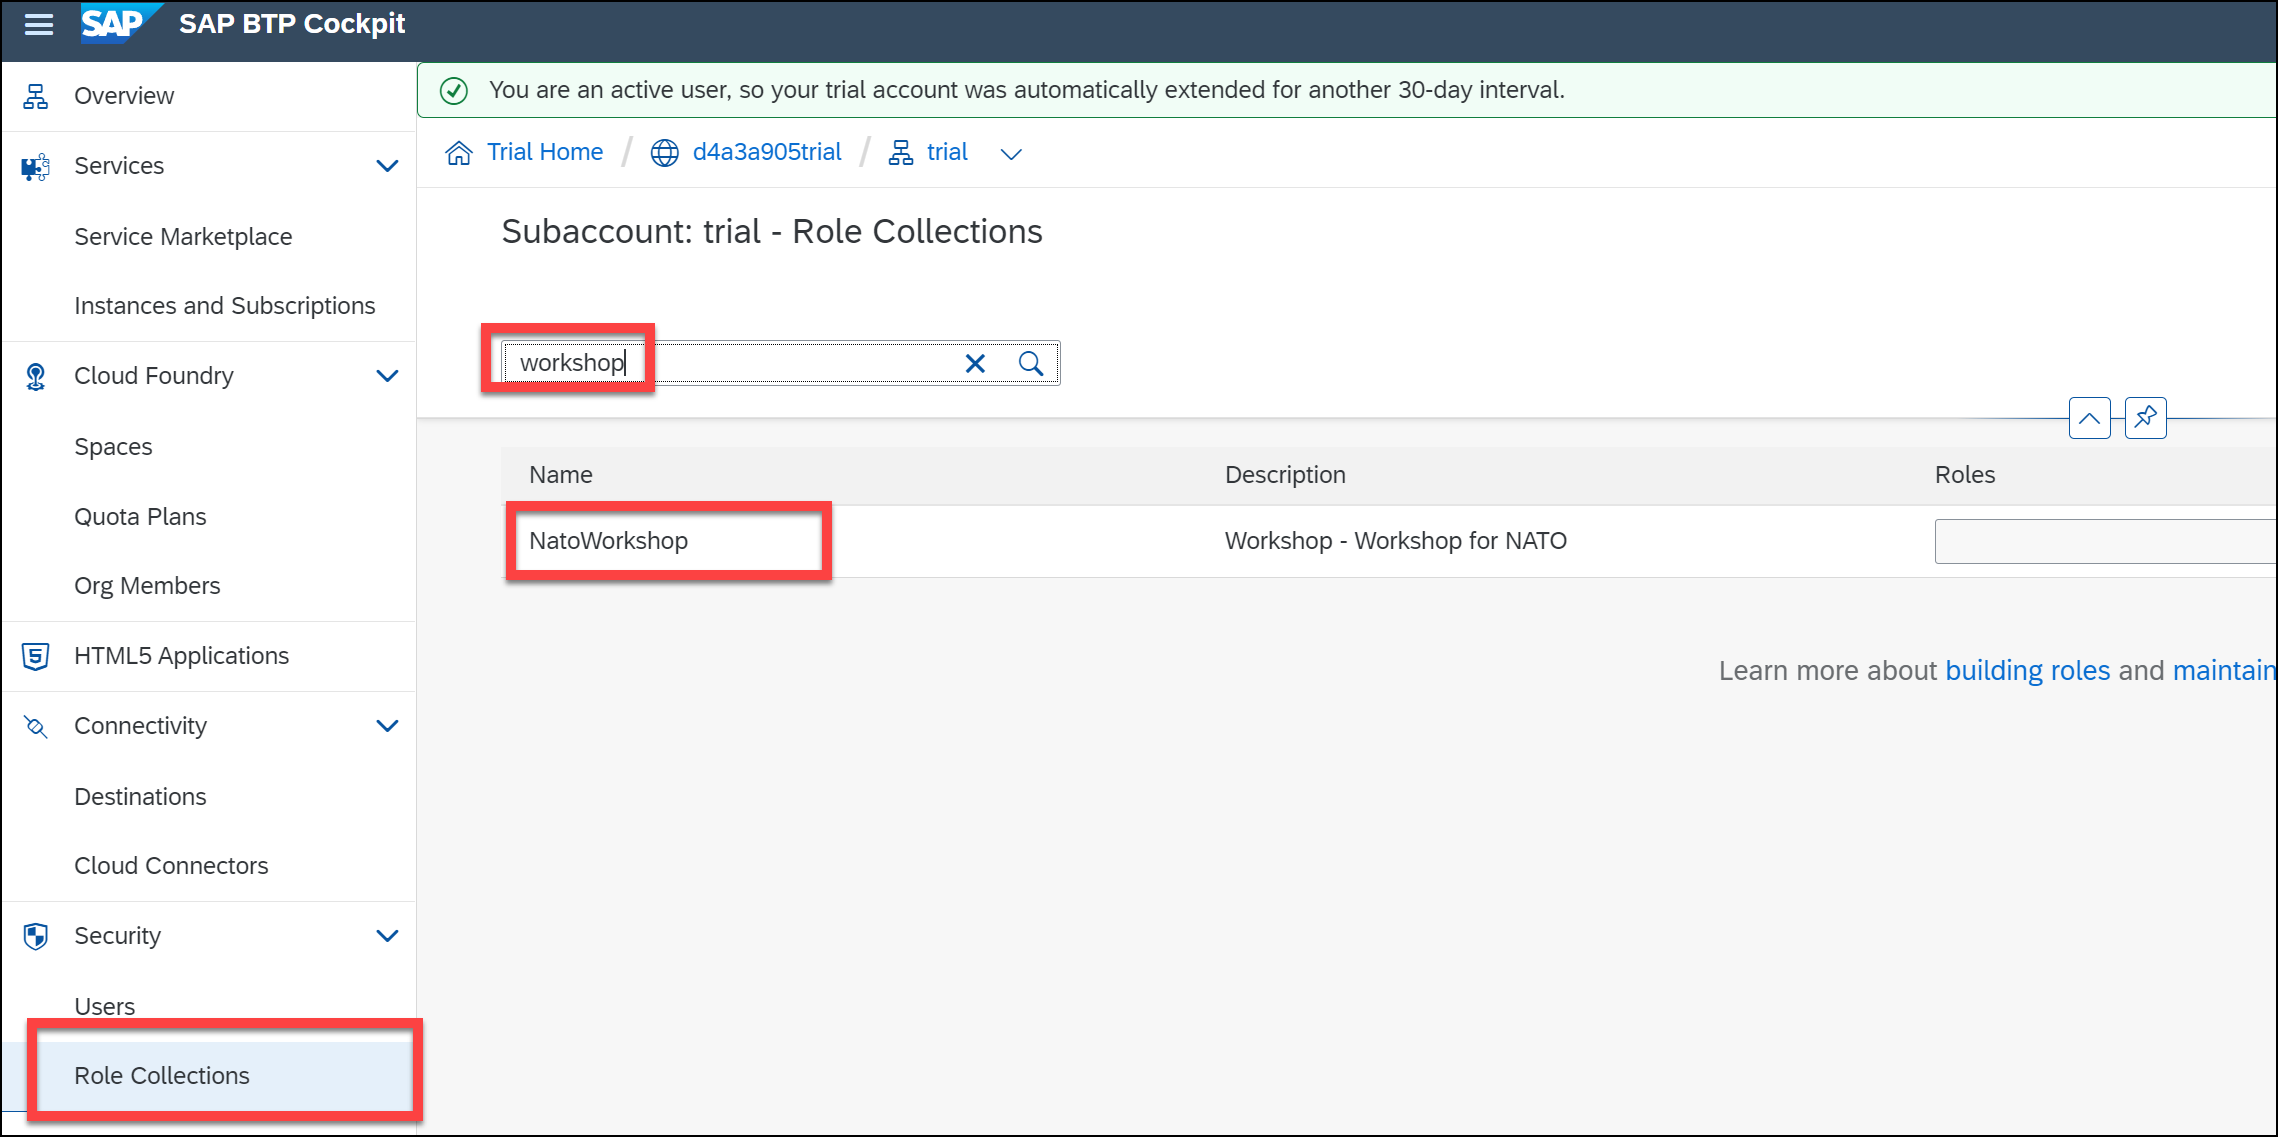 SAP SAP BTP Cockpit
Overview
Services
Service Marketplace
Instances and Subscriptions
Cloud Foundry
Spaces
Quota Plans
Org Members
HTML5 Applications
Connectivity
Destinations
Cloud Connectors
Security
Users
Role Collections
You are an active user, so your trial account was automatically extended for another 30-day interval.
Trial Home / d4a3a905trial / trial
Subaccount: trial - Role Collections
workshop
Name Description Roles
NatoWorkshop Workshop - Workshop for NATO
Learn more about building roles and maintain